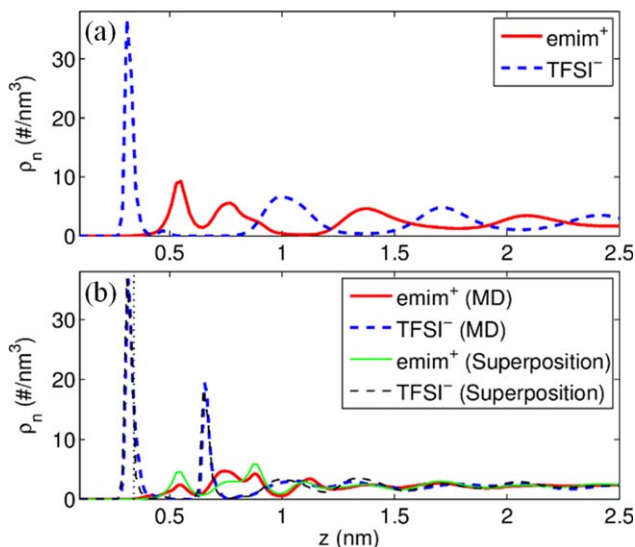 (a)
emim+
TFSI−
ρn (#/nm3)
30
20
10
0
0.5 1 1.5 2 2.5
(b)
emim+ (MD)
TFSI− (MD)
emim+ (Superposition)
TFSI− (Superposition)
ρn (#/nm3)
30
20
10
0
0.5 1 1.5 2 2.5
z (nm)